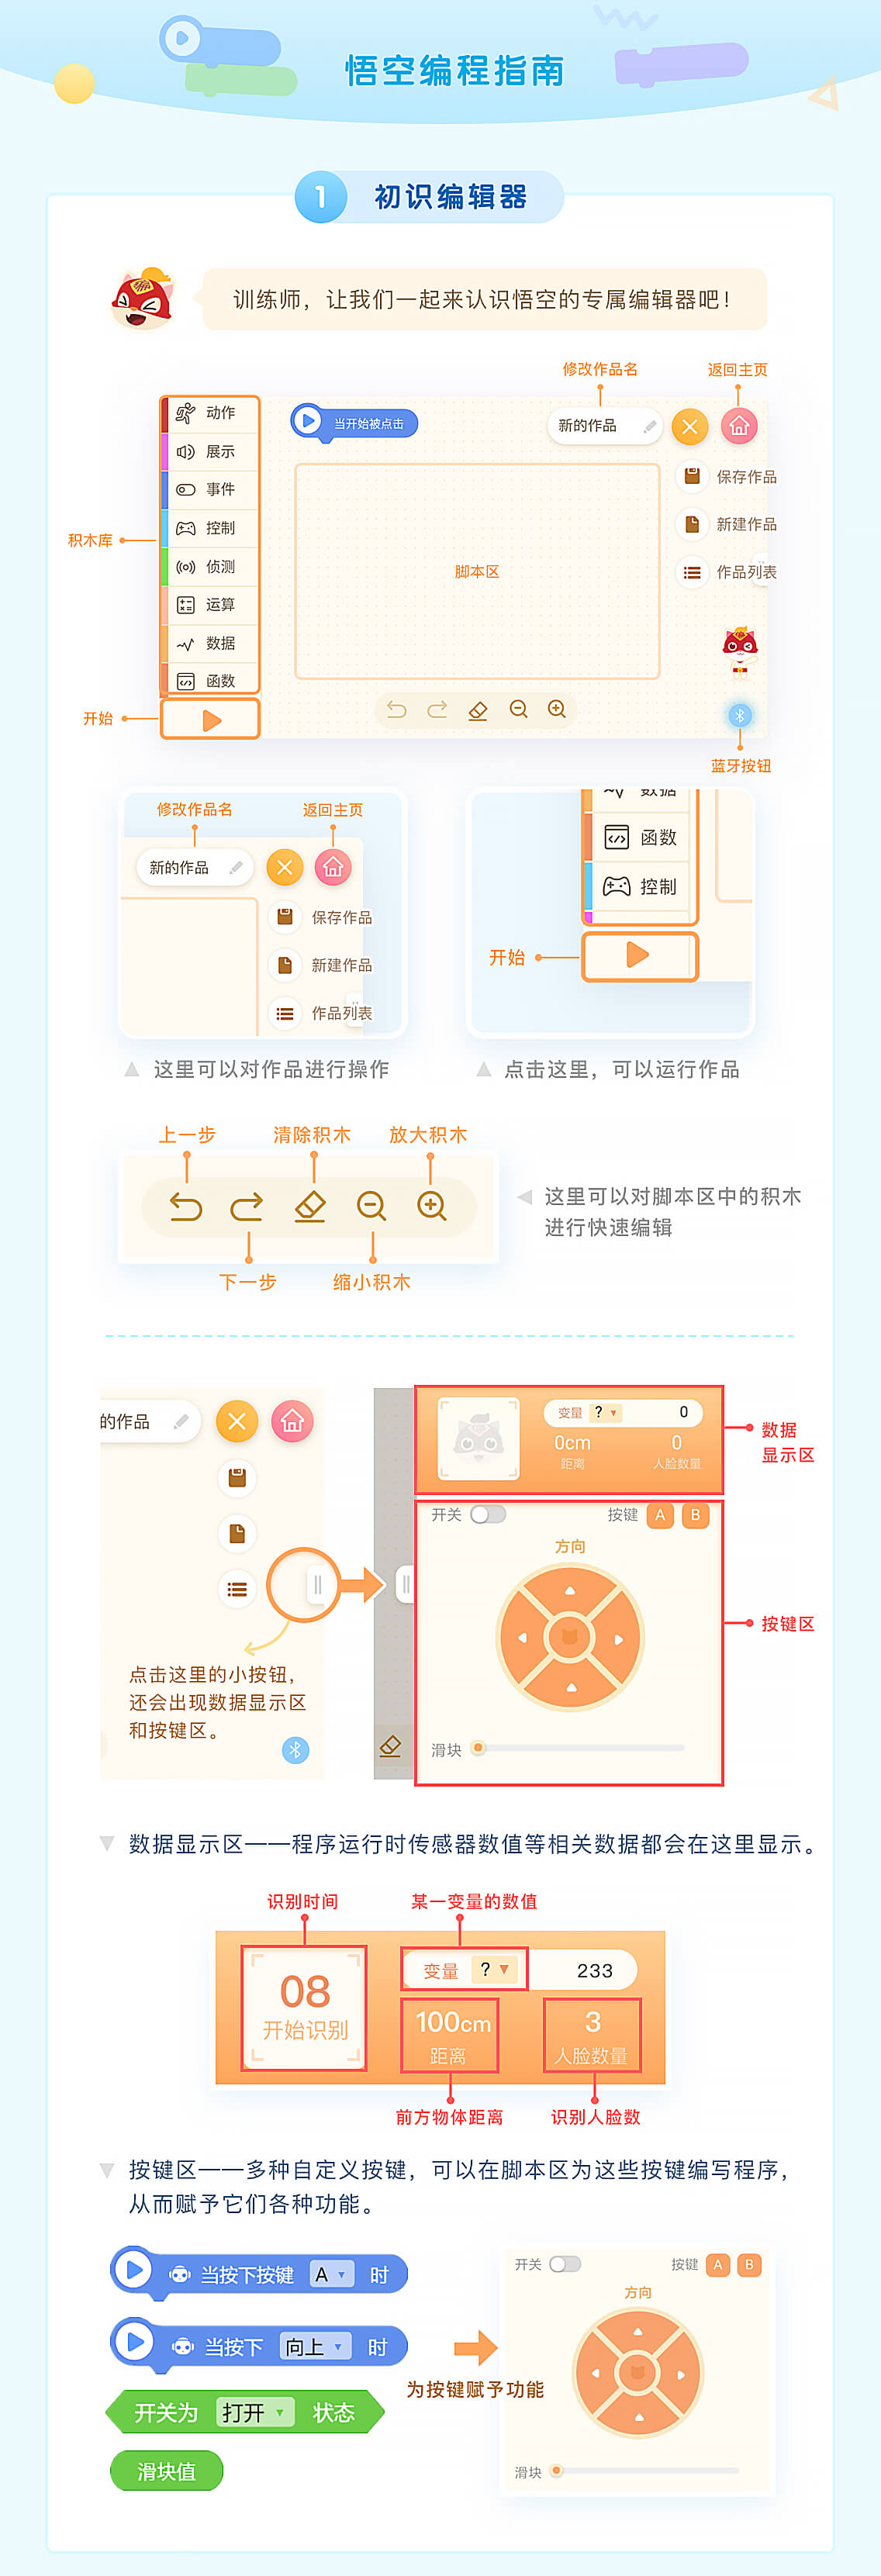 悟空编程指南
1 初识编辑器
训练师，让我们一起来认识悟空的专属编辑器吧！
修改作品名 返回主页
动作
当开始被点击
新的作品
展示
保存作品
事件
新建作品
控制
积木库
侦测
脚本区
作品列表
运算
数据
函数
开始
蓝牙按钮
修改作品名 返回主页
新的作品
保存作品
新建作品
作品列表
数据
函数
控制
开始
这里可以对作品进行操作
点击这里，可以运行作品
上一步 清除积木 放大积木
下一步 缩小积木
这里可以对脚本区中的积木
进行快速编辑
的作品
点击这里的小按钮，
还会出现数据显示区
和按键区。
变量 ? 0
0cm 0
距离 人脸数量
数据
显示区
开关 按键 A B
方向
按键区
滑块
数据显示区——程序运行时传感器数值等相关数据都会在这里显示。
识别时间 某一变量的数值
08
开始识别
变量 ? 233
100cm 3
距离 人脸数量
前方物体距离 识别人脸数
按键区——多种自定义按键，可以在脚本区为这些按键编写程序，
从而赋予它们各种功能。
当按下按键 A 时
当按下 向上 时
开关为 打开 状态
滑块值
为按键赋予功能
开关 按键 A B
方向
滑块